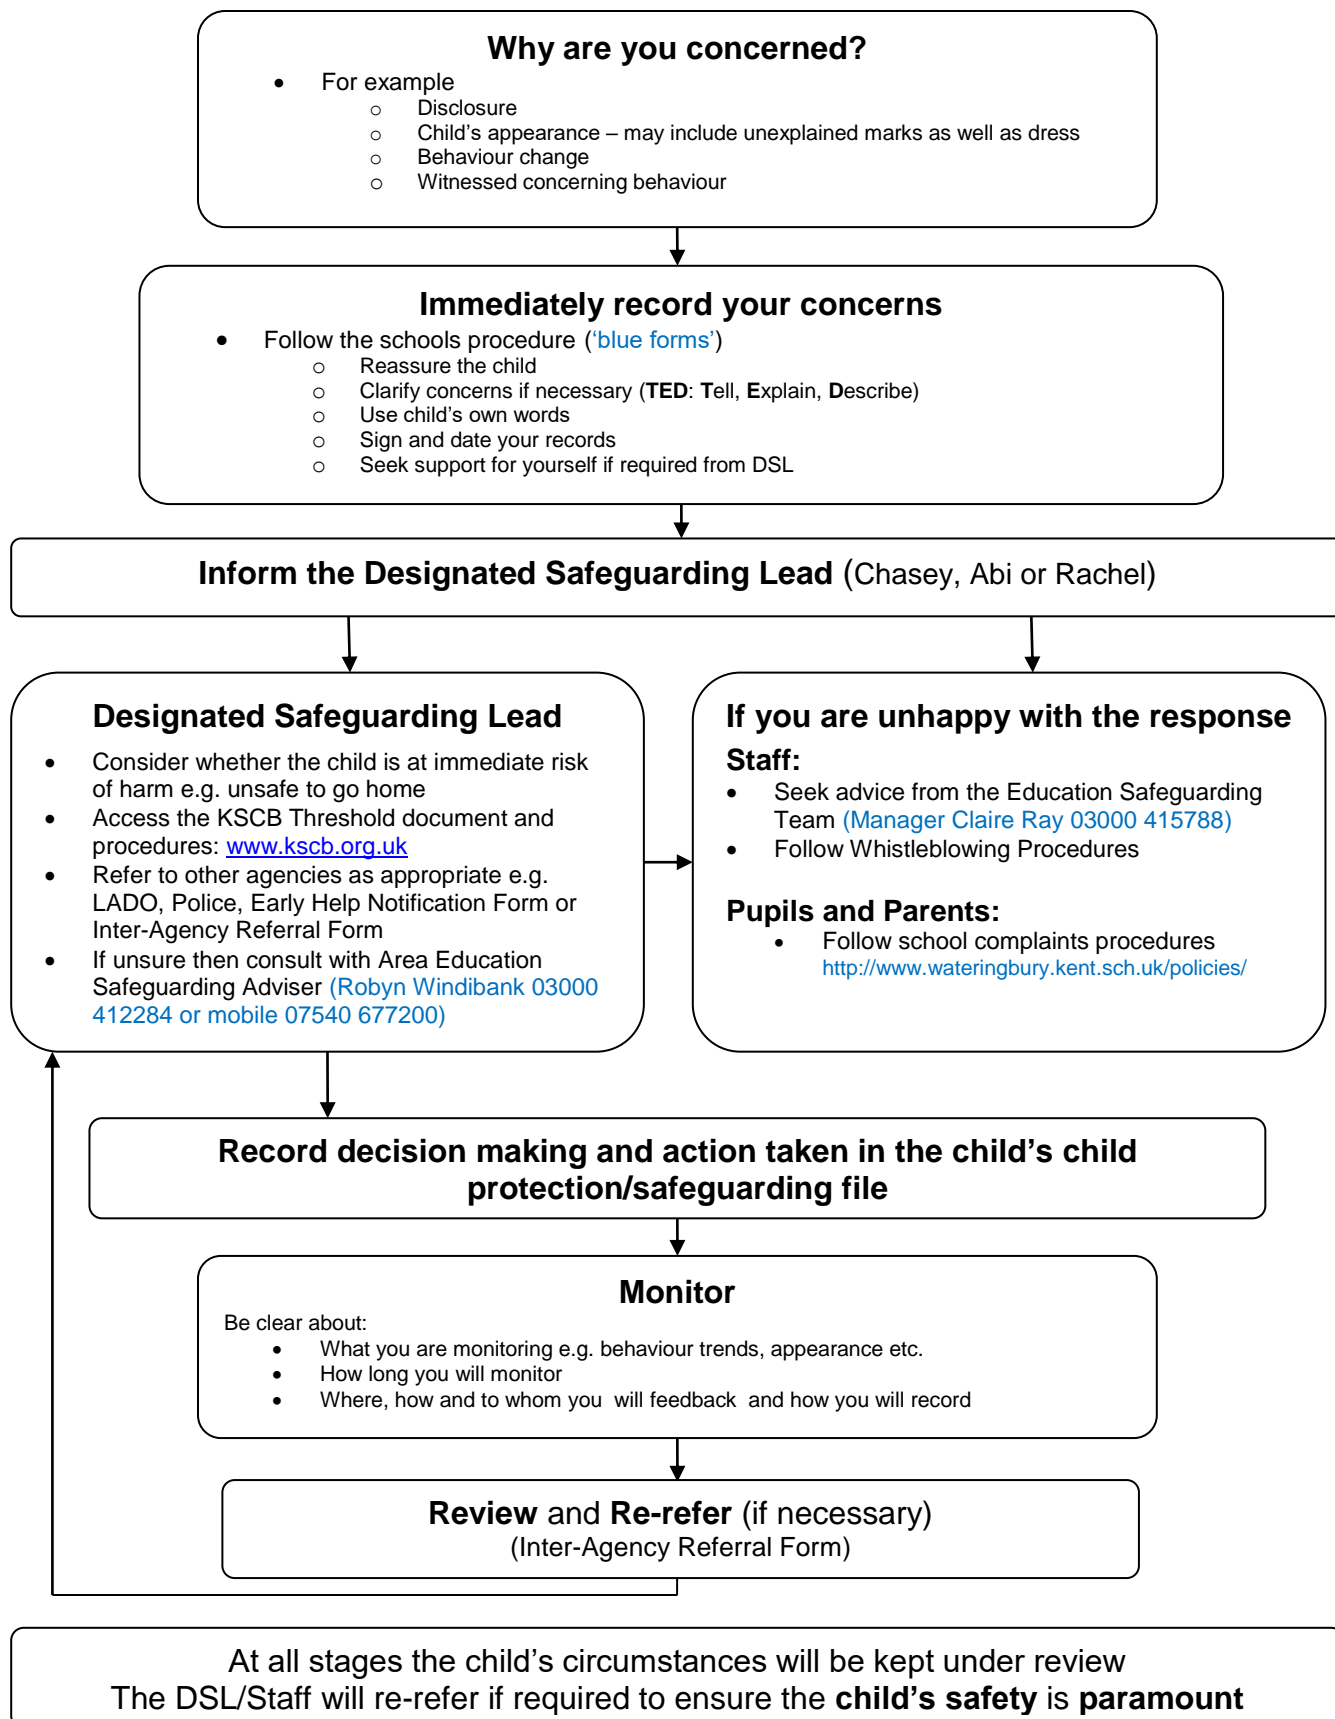 Why are you concerned?
• For example
o Disclosure
o Child's appearance – may include unexplained marks as well as dress
o Behaviour change
o Witnessed concerning behaviour
Immediately record your concerns
• Follow the schools procedure ('blue forms')
o Reassure the child
o Clarify concerns if necessary (TED: Tell, Explain, Describe)
o Use child's own words
o Sign and date your records
o Seek support for yourself if required from DSL
Inform the Designated Safeguarding Lead (Chasey, Abi or Rachel)
Designated Safeguarding Lead
• Consider whether the child is at immediate risk
of harm e.g. unsafe to go home
• Access the KSCB Threshold document and
procedures: www.kscb.org.uk
• Refer to other agencies as appropriate e.g.
LADO, Police, Early Help Notification Form or
Inter-Agency Referral Form
• If unsure then consult with Area Education
Safeguarding Adviser (Robyn Windibank 03000
412284 or mobile 07540 677200)
If you are unhappy with the response
Staff:
• Seek advice from the Education Safeguarding
Team (Manager Claire Ray 03000 415788)
• Follow Whistleblowing Procedures
Pupils and Parents:
• Follow school complaints procedures
http://www.wateringbury.kent.sch.uk/policies/
Record decision making and action taken in the child's child
protection/safeguarding file
Monitor
Be clear about:
• What you are monitoring e.g. behaviour trends, appearance etc.
• How long you will monitor
• Where, how and to whom you will feedback and how you will record
Review and Re-refer (if necessary)
(Inter-Agency Referral Form)
At all stages the child's circumstances will be kept under review
The DSL/Staff will re-refer if required to ensure the child's safety is paramount